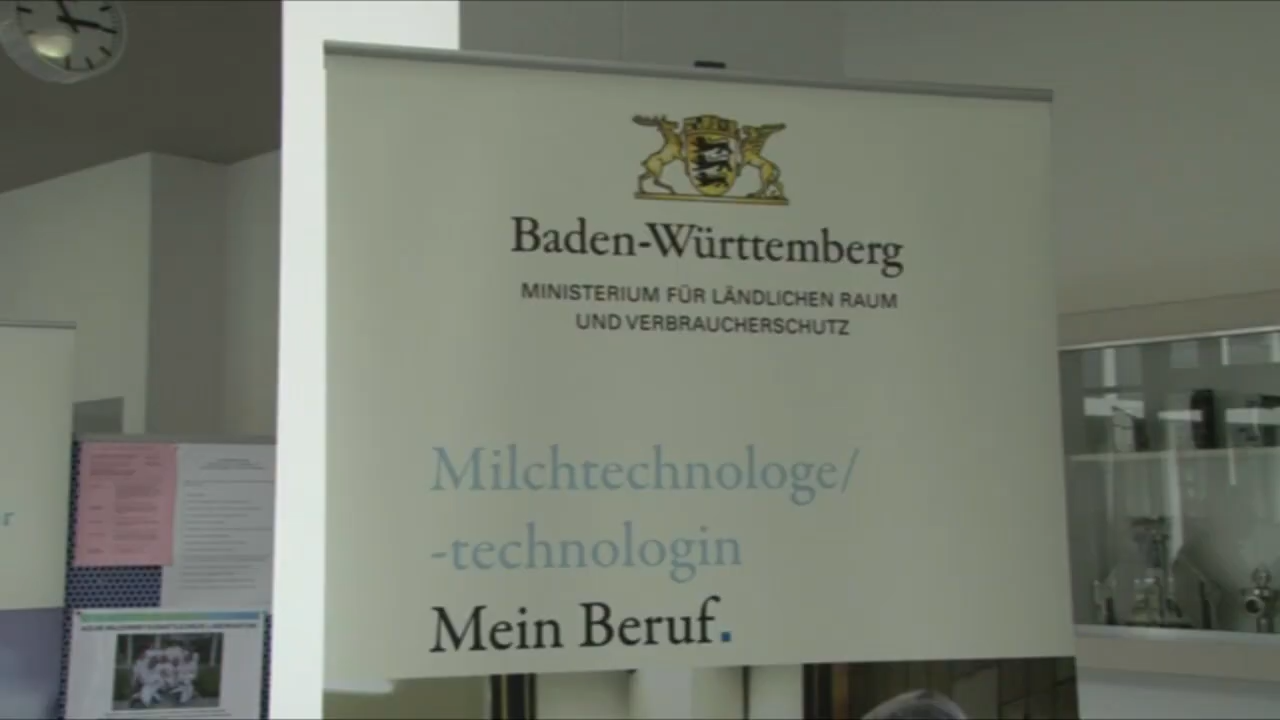 Baden-Württemberg
MINISTERIUM FÜR LÄNDLICHEN RAUM
UND VERBRAUCHERSCHUTZ
Milchtechnologe/
-technologin
Mein Beruf.
r